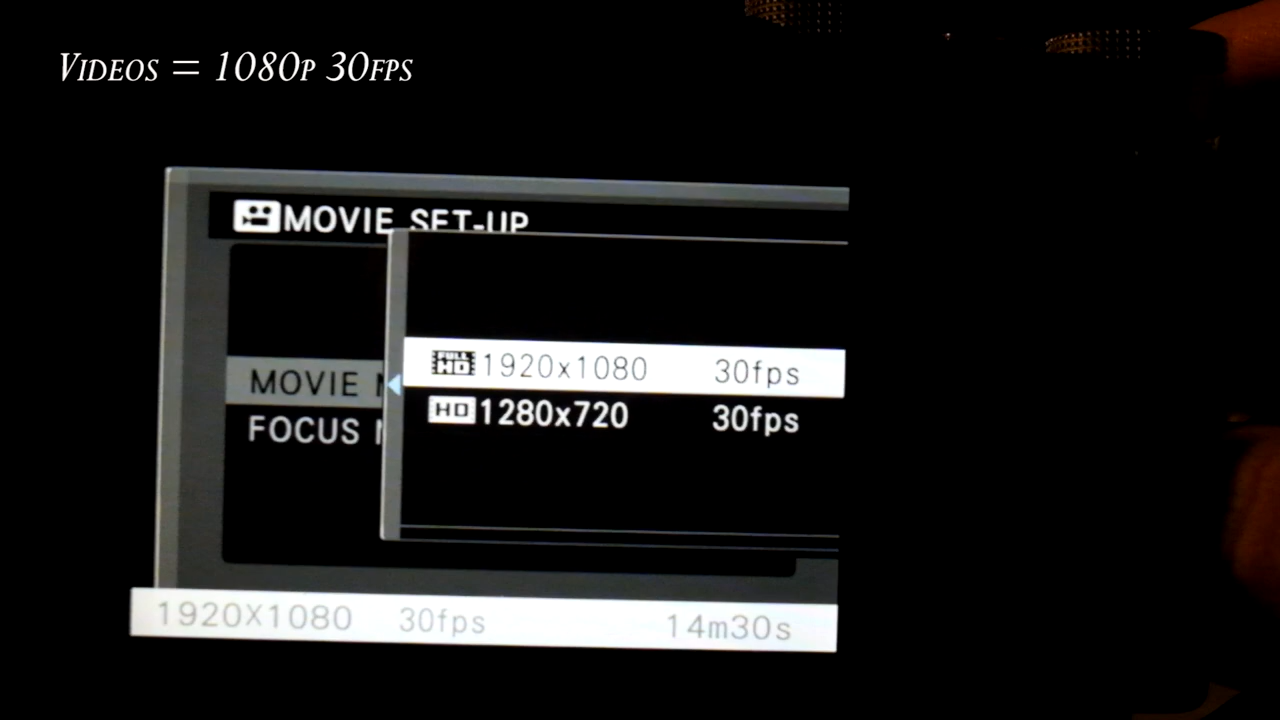 Videos = 1080p 30fps
MOVIE SET-UP
FULL HD 1920x1080 30fps
MOVIE
HD 1280x720 30fps
FOCUS
1920X1080 30fps 14m30s